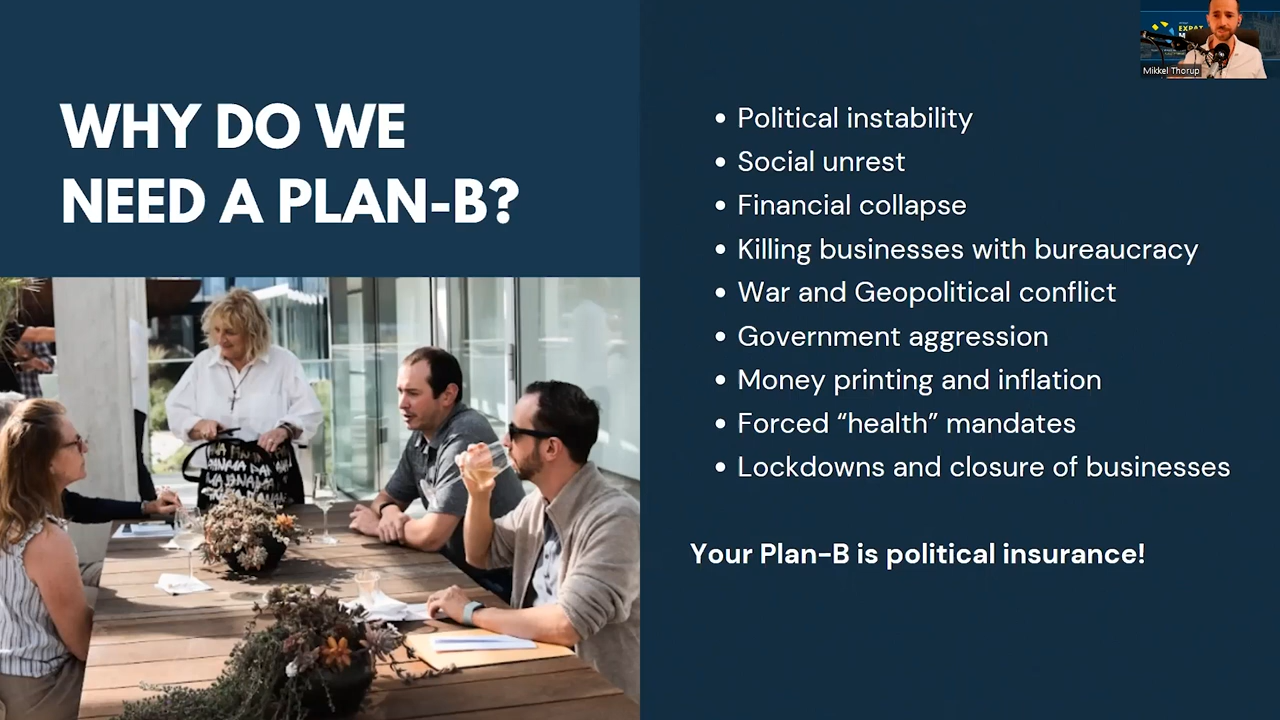 WHY DO WE
NEED A PLAN-B?
• Political instability
• Social unrest
• Financial collapse
• Killing businesses with bureaucracy
• War and Geopolitical conflict
• Government aggression
• Money printing and inflation
• Forced “health” mandates
• Lockdowns and closure of businesses
Your Plan-B is political insurance!
EXPAT
Mikkel Thorup